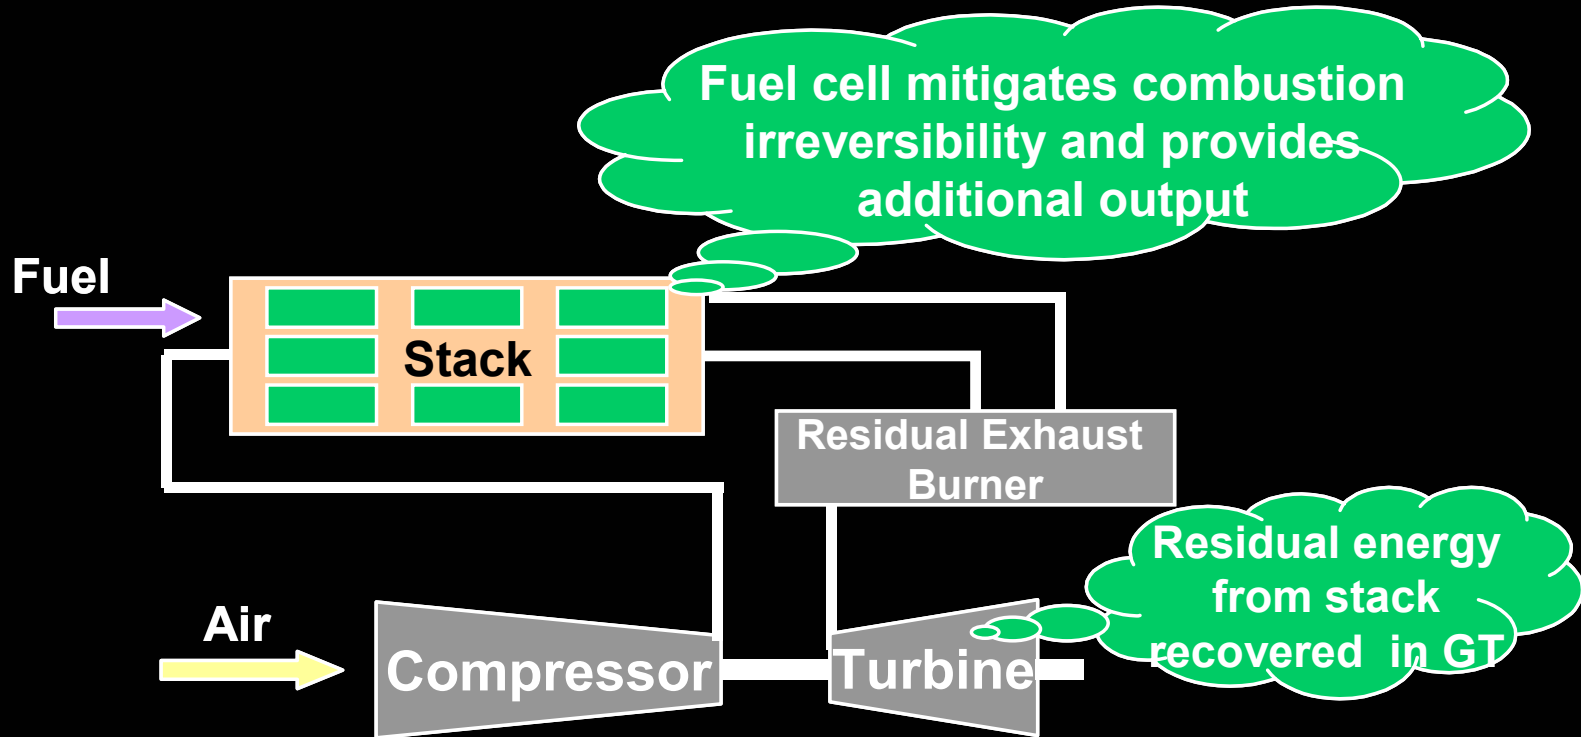 Fuel cell mitigates combustion
irreversibility and provides
additional output
Fuel
Stack
Residual Exhaust
Burner
Residual energy
from stack
recovered in GT
Air
Compressor
Turbine